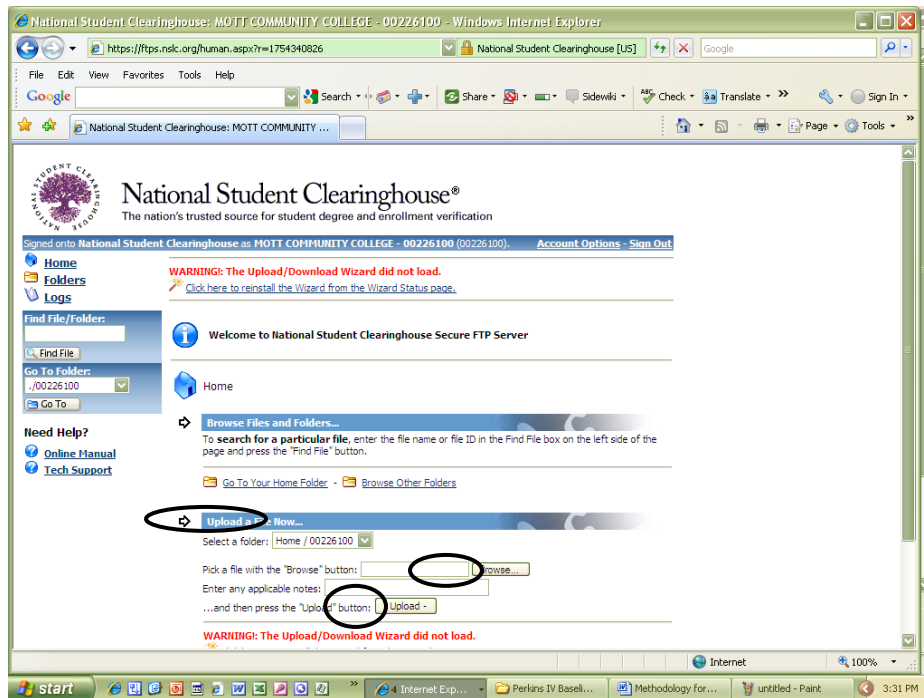 National Student Clearinghouse: MOTT COMMUNITY COLLEGE - 00226100 - Windows Internet Explorer
https://ftps.nslc.org/human.aspx?r=1754340826 National Student Clearinghouse [US] Google
File Edit View Favorites Tools Help
Google Search Share Sidewiki Check Translate Sign In
National Student Clearinghouse: MOTT COMMUNITY ... Page Tools
NATIONAL STUDENT CLEARINGHOUSE
National Student Clearinghouse®
The nation's trusted source for student degree and enrollment verification
Signed onto National Student Clearinghouse as MOTT COMMUNITY COLLEGE - 00226100 (00226100). Account Options - Sign Out
Home
Folders
Logs
Find File/Folder:
Find File
Go To Folder:
./00226100
Go To
Need Help?
Online Manual
Tech Support
WARNING!: The Upload/Download Wizard did not load.
Click here to reinstall the Wizard from the Wizard Status page.
Welcome to National Student Clearinghouse Secure FTP Server
Home
Browse Files and Folders...
To search for a particular file, enter the file name or file ID in the Find File box on the left side of the
page and press the "Find File" button.
Go To Your Home Folder - Browse Other Folders
Upload a File Now...
Select a folder: Home / 00226100
Pick a file with the "Browse" button: Browse...
Enter any applicable notes:
...and then press the "Upload" button: Upload -
WARNING!: The Upload/Download Wizard did not load.
Internet 100%
start 4 Internet Exp... Perkins IV Baseli... Methodology for... untitled - Paint 3:31 PM